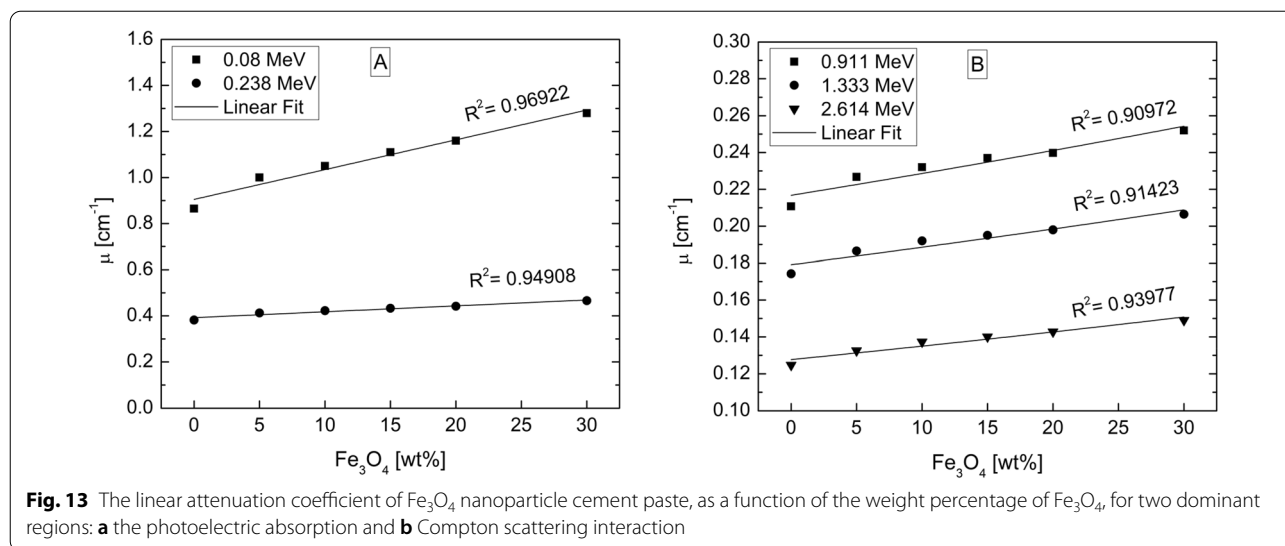 1.6
1.4
1.2
1.0
0.8
0.6
0.4
0.2
0.0
μ [cm⁻¹]
0.08 MeV
0.238 MeV
Linear Fit
A
R²= 0.96922
R²= 0.94908
0 5 10 15 20 25 30
Fe₃O₄ [wt%]
0.30
0.28
0.26
0.24
0.22
0.20
0.18
0.16
0.14
0.12
0.10
μ [cm⁻¹]
0.911 MeV
1.333 MeV
2.614 MeV
Linear Fit
B
R²= 0.90972
R²= 0.91423
R²= 0.93977
0 5 10 15 20 25 30
Fe₃O₄ [wt%]
Fig. 13 The linear attenuation coefficient of Fe₃O₄ nanoparticle cement paste, as a function of the weight percentage of Fe₃O₄, for two dominant
regions: a the photoelectric absorption and b Compton scattering interaction